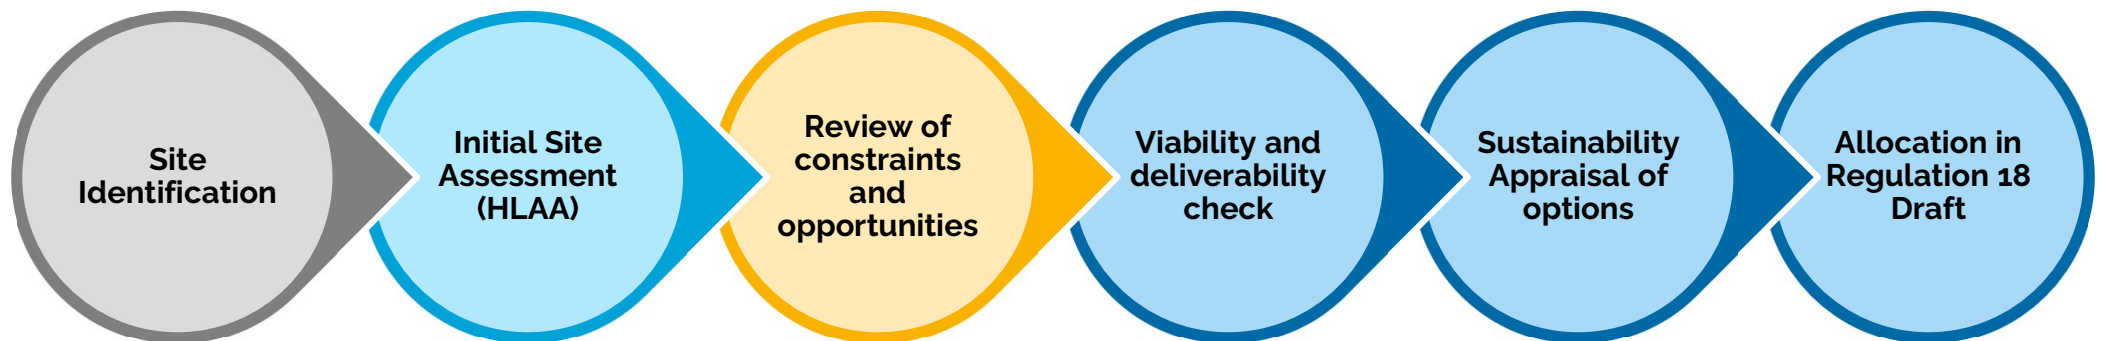 Site
Identification
Initial Site
Assessment
(HLAA)
Review of
constraints
and
opportunities
Viability and
deliverability
check
Sustainability
Appraisal of
options
Allocation in
Regulation 18
Draft